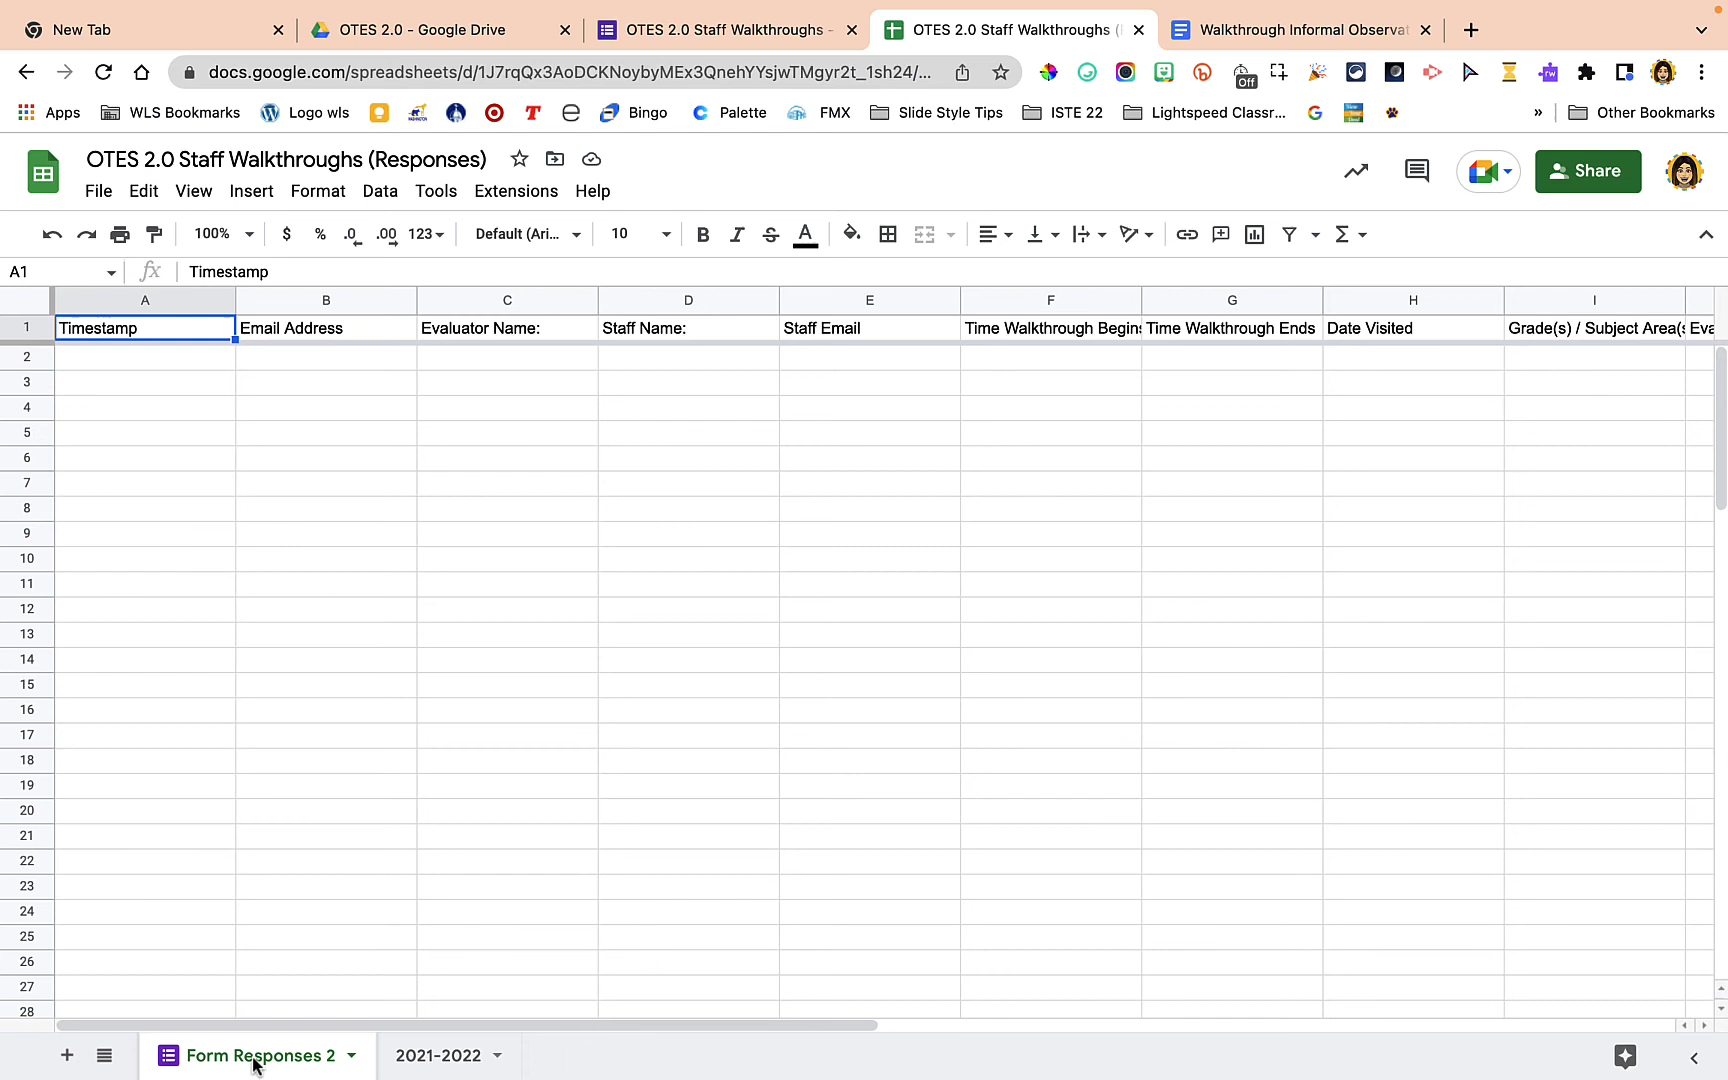 New Tab
OTES 2.0 - Google Drive
OTES 2.0 Staff Walkthroughs -
OTES 2.0 Staff Walkthroughs (
Walkthrough Informal Observat
docs.google.com/spreadsheets/d/1J7rqQx3AoDCKNoybyMEx3QnehYYsjwTMgyr2t_1sh24/...
Off
rw
Apps
WLS Bookmarks
Logo wls
Bingo
Palette
FMX
Slide Style Tips
ISTE 22
Lightspeed Classr...
»
Other Bookmarks
OTES 2.0 Staff Walkthroughs (Responses)
File Edit View Insert Format Data Tools Extensions Help
Share
100% $ % .0 .00 123 Default (Ari... 10 B I S A Σ
A1 fx Timestamp
A B C D E F G H I
1 Timestamp Email Address Evaluator Name: Staff Name: Staff Email Time Walkthrough Begins Time Walkthrough Ends Date Visited Grade(s) / Subject Area(s Eva
2
3
4
5
6
7
8
9
10
11
12
13
14
15
16
17
18
19
20
21
22
23
24
25
26
27
28
+ Form Responses 2 2021-2022